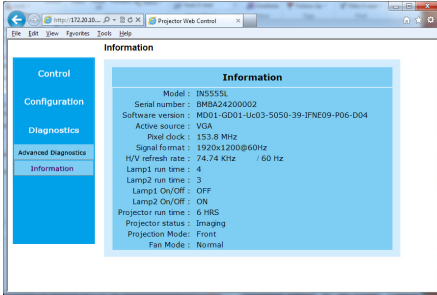 http://172.20.10....
Projector Web Control
File Edit View Favorites Tools Help
Information
Control
Configuration
Diagnostics
Advanced Diagnostics
Information
Information
Model : IN5555L
Serial number : BMBA24200002
Software version : MD01-GD01-Uc03-5050-39-IFNE09-P06-D04
Active source : VGA
Pixel clock : 153.8 MHz
Signal format : 1920x1200@60Hz
H/V refresh rate : 74.74 KHz / 60 Hz
Lamp1 run time : 4
Lamp2 run time : 3
Lamp1 On/Off : OFF
Lamp2 On/Off : ON
Projector run time : 6 HRS
Projector status : Imaging
Projection Mode: Front
Fan Mode : Normal